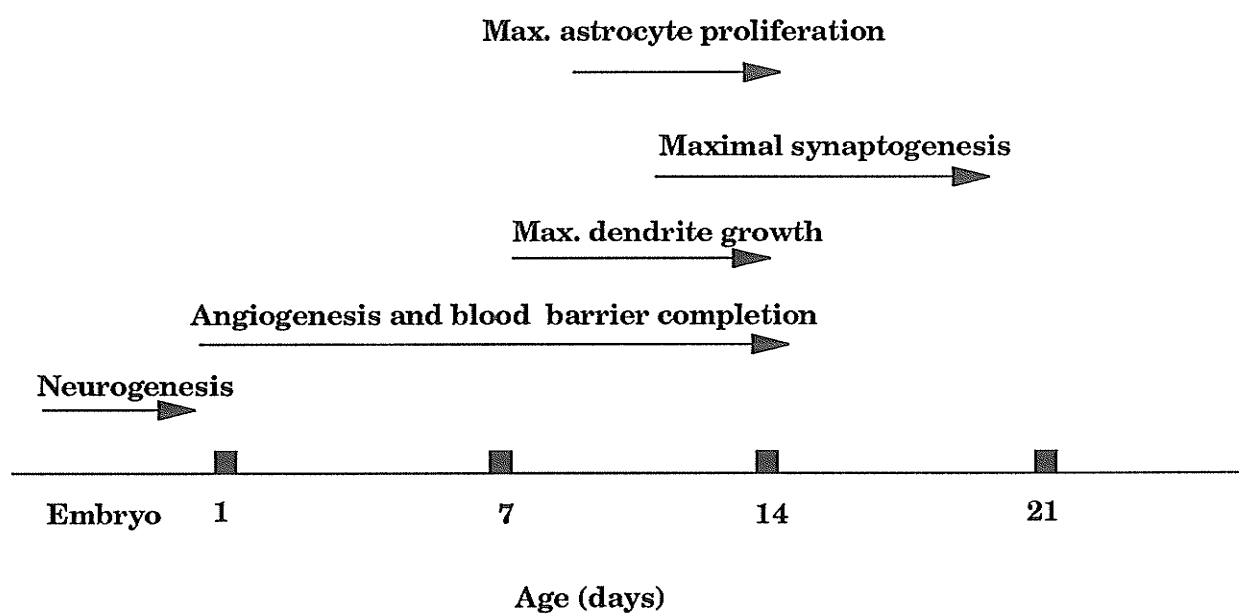 Max. astrocyte proliferation
Maximal synaptogenesis
Max. dendrite growth
Angiogenesis and blood barrier completion
Neurogenesis
Embryo 1 7 14 21
Age (days)